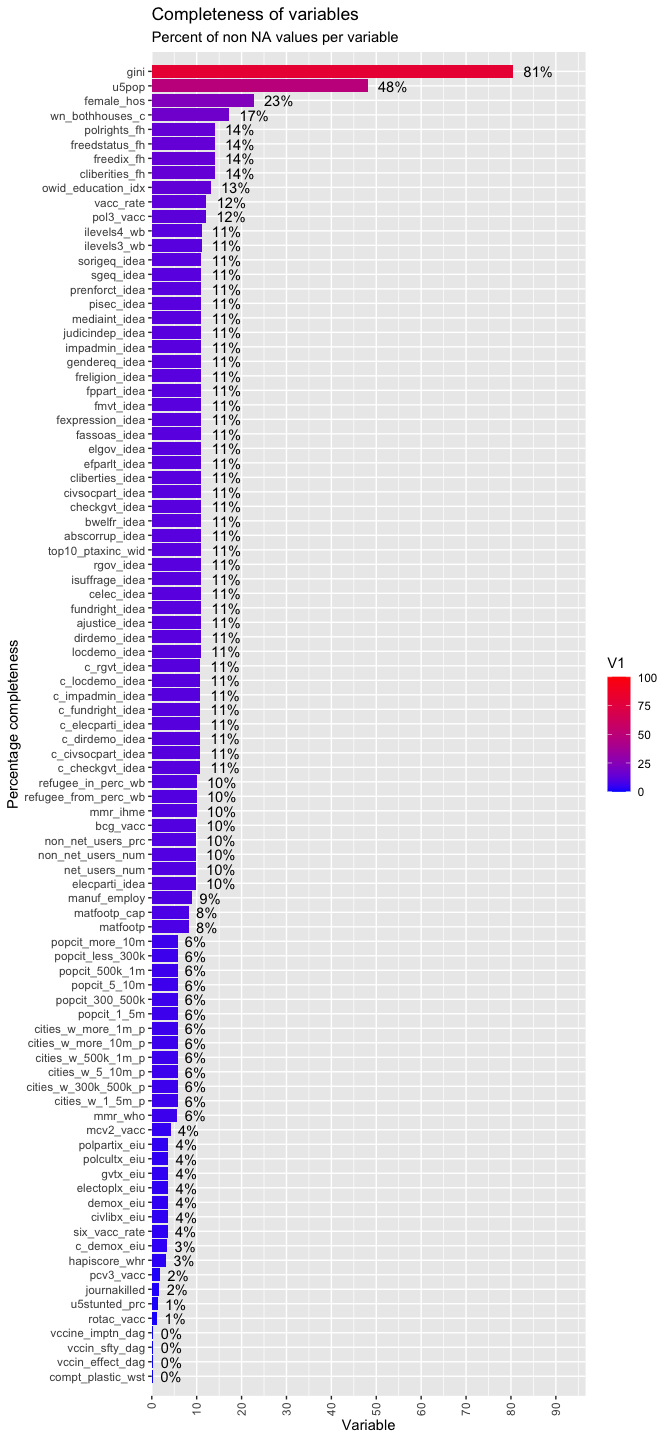 Completeness of variables
Percent of non NA values per variable
gini 81%
u5pop 48%
female_hos 23%
wn_bothhouses_c 17%
polrights_fh 14%
freedstatus_fh 14%
freedix_fh 14%
cliberities_fh 14%
owid_education_idx 13%
vacc_rate 12%
pol3_vacc 12%
ilevels4_wb 11%
ilevels3_wb 11%
sorigeq_idea 11%
sgeq_idea 11%
prenforct_idea 11%
pisec_idea 11%
mediaint_idea 11%
judicindep_idea 11%
impadmin_idea 11%
gendereq_idea 11%
freligion_idea 11%
fppart_idea 11%
fmvt_idea 11%
fexpression_idea 11%
fassoas_idea 11%
elgov_idea 11%
efparlt_idea 11%
cliberties_idea 11%
civsocpart_idea 11%
checkgvt_idea 11%
bwelfr_idea 11%
abscorrup_idea 11%
top10_ptaxinc_wid 11%
rgov_idea 11%
isuffrage_idea 11%
celec_idea 11%
fundright_idea 11%
ajustice_idea 11%
dirdemo_idea 11%
locdemo_idea 11%
c_rgvt_idea 11%
c_locdemo_idea 11%
c_impadmin_idea 11%
c_fundright_idea 11%
c_elecparti_idea 11%
c_dirdemo_idea 11%
c_civsocpart_idea 11%
c_checkgvt_idea 11%
refugee_in_perc_wb 10%
refugee_from_perc_wb 10%
mmr_ihme 10%
bcg_vacc 10%
non_net_users_prc 10%
non_net_users_num 10%
net_users_num 10%
elecparti_idea 10%
manuf_employ 9%
matfootp_cap 8%
matfootp 8%
popcit_more_10m 6%
popcit_less_300k 6%
popcit_500k_1m 6%
popcit_5_10m 6%
popcit_300_500k 6%
popcit_1_5m 6%
cities_w_more_1m_p 6%
cities_w_more_10m_p 6%
cities_w_500k_1m_p 6%
cities_w_5_10m_p 6%
cities_w_300k_500k_p 6%
cities_w_1_5m_p 6%
mmr_who 6%
mcv2_vacc 4%
polpartix_eiu 4%
polcultx_eiu 4%
gvtx_eiu 4%
electoplx_eiu 4%
demox_eiu 4%
civlibx_eiu 4%
six_vacc_rate 4%
c_demox_eiu 3%
hapiscore_whr 3%
pcv3_vacc 2%
journakilled 2%
u5stunted_prc 1%
rotac_vacc 1%
vccine_imptn_dag 0%
vccin_sfty_dag 0%
vccin_effect_dag 0%
compt_plastic_wst 0%
0 10 20 30 40 50 60 70 80 90
Variable
Percentage completeness
V1
100
75
50
25
0